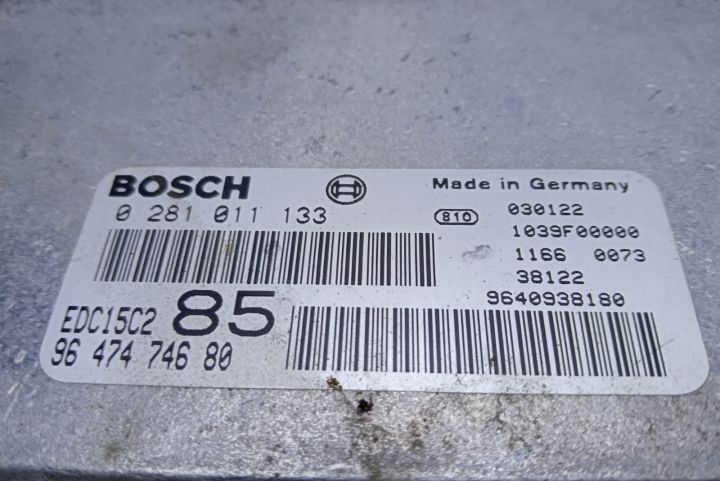 BOSCH
Made in Germany
0 281 011 133
810
030122
1039F00000
1166 0073
38122
9640938180
EDC15C2 85
96 474 746 80